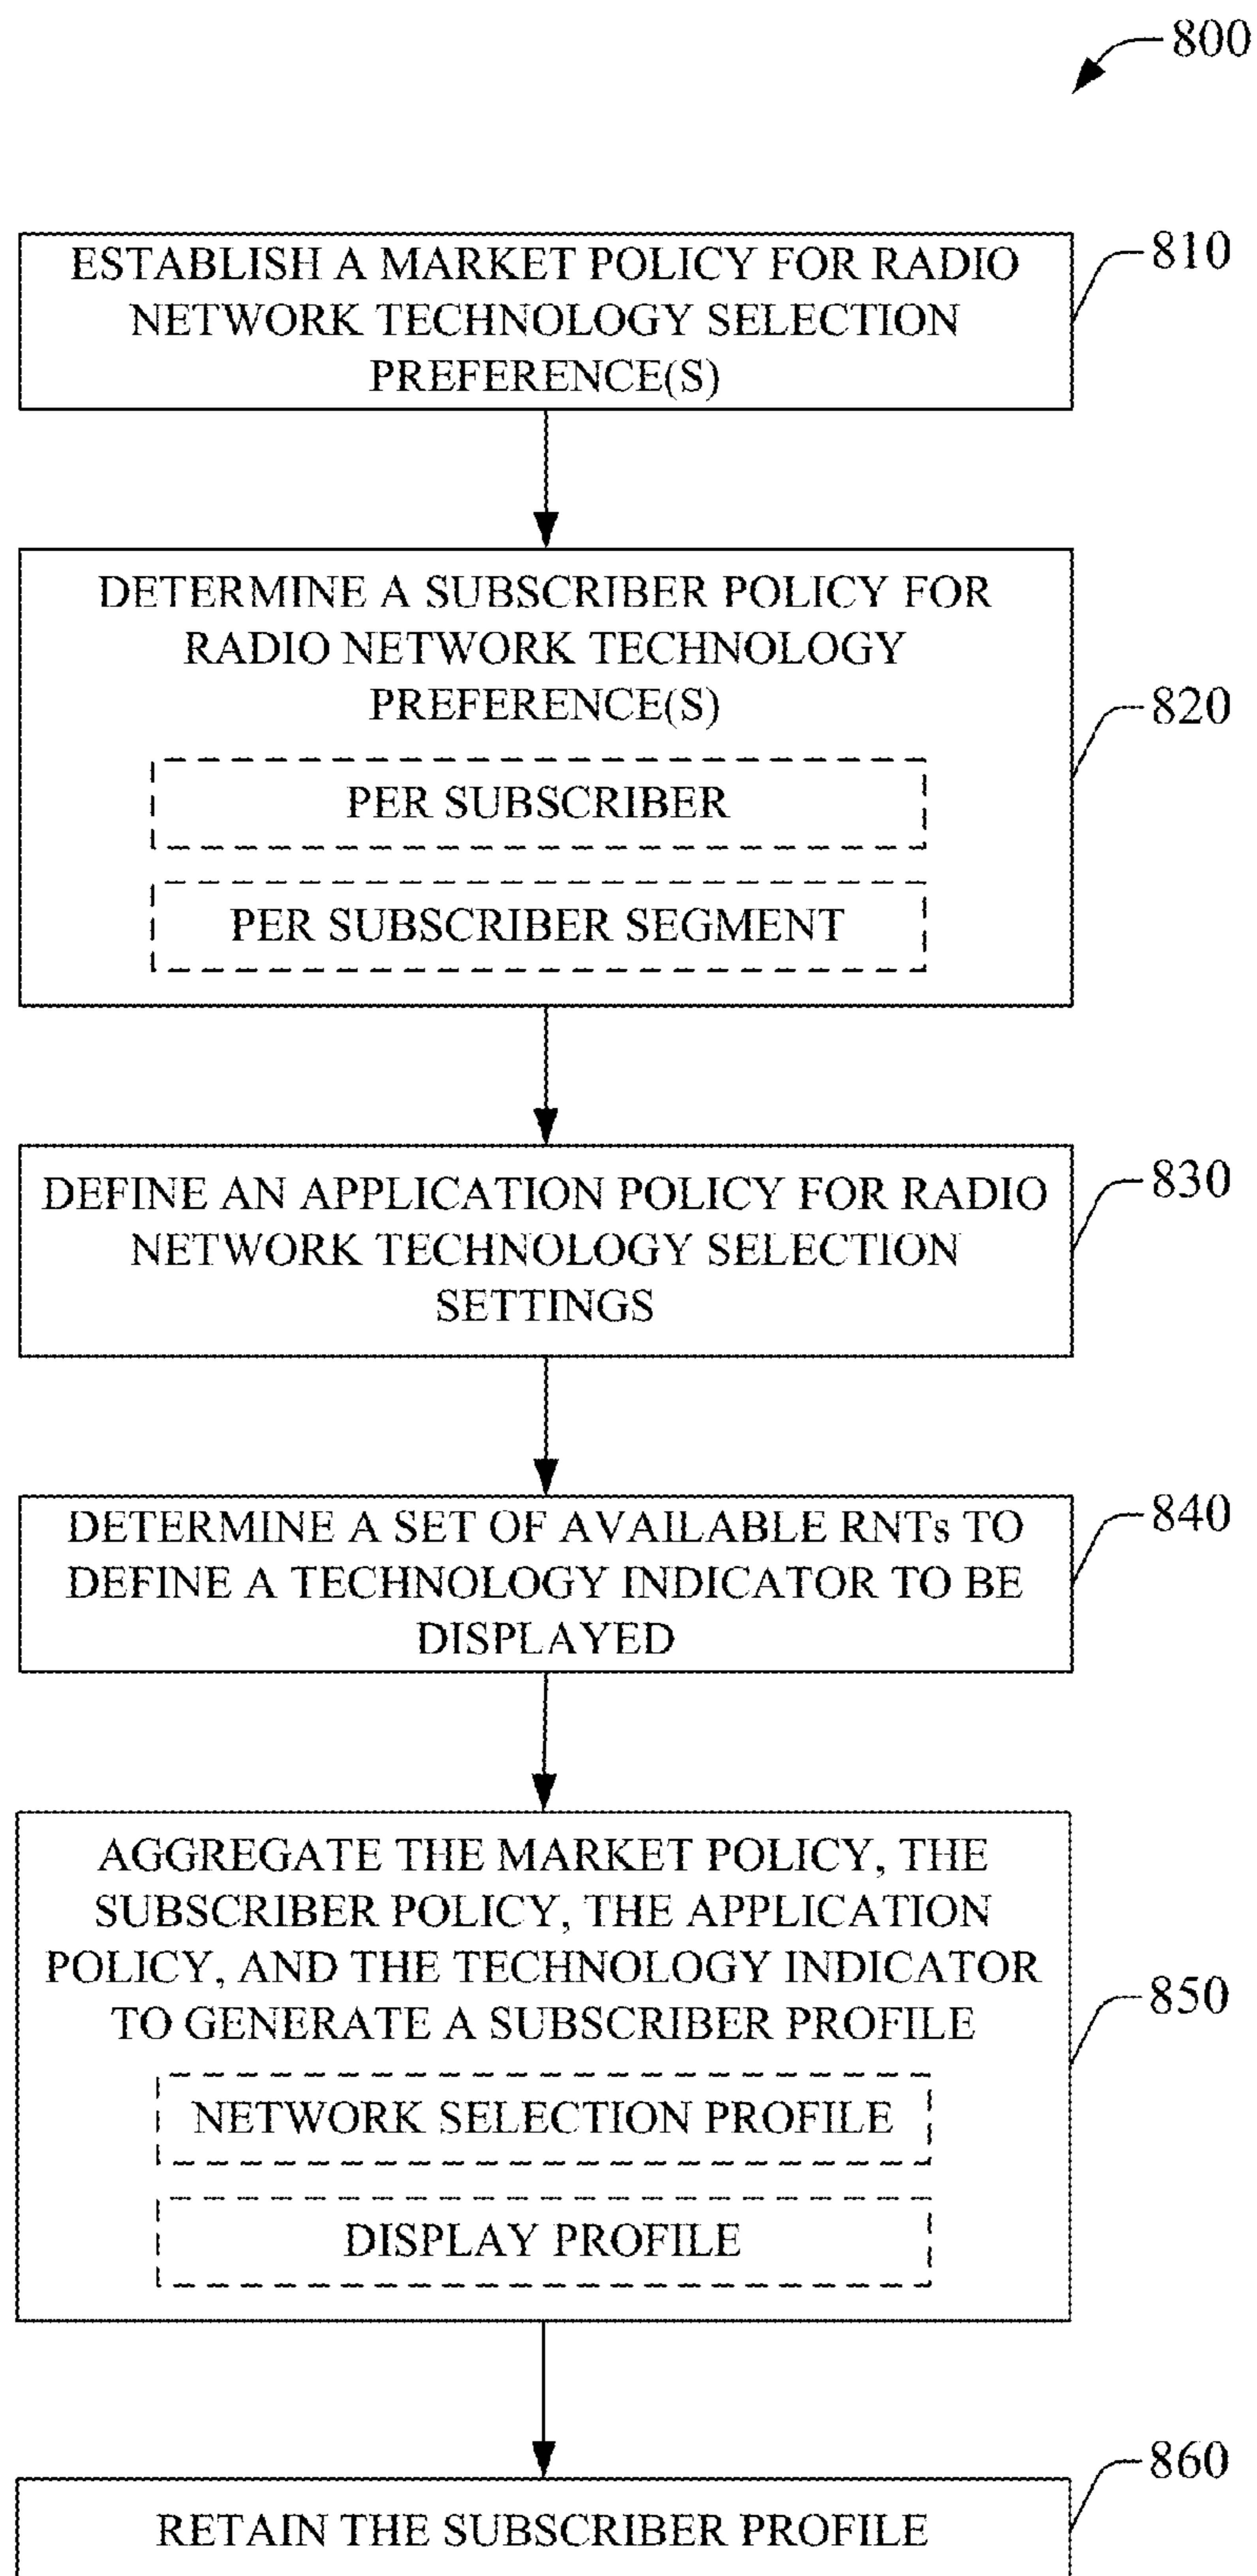 800
ESTABLISH A MARKET POLICY FOR RADIO
NETWORK TECHNOLOGY SELECTION
PREFERENCE(S)
810
DETERMINE A SUBSCRIBER POLICY FOR
RADIO NETWORK TECHNOLOGY
PREFERENCE(S)
820
PER SUBSCRIBER
PER SUBSCRIBER SEGMENT
DEFINE AN APPLICATION POLICY FOR RADIO
NETWORK TECHNOLOGY SELECTION
SETTINGS
830
DETERMINE A SET OF AVAILABLE RNTs TO
DEFINE A TECHNOLOGY INDICATOR TO BE
DISPLAYED
840
AGGREGATE THE MARKET POLICY, THE
SUBSCRIBER POLICY, THE APPLICATION
POLICY, AND THE TECHNOLOGY INDICATOR
TO GENERATE A SUBSCRIBER PROFILE
850
NETWORK SELECTION PROFILE
DISPLAY PROFILE
RETAIN THE SUBSCRIBER PROFILE
860